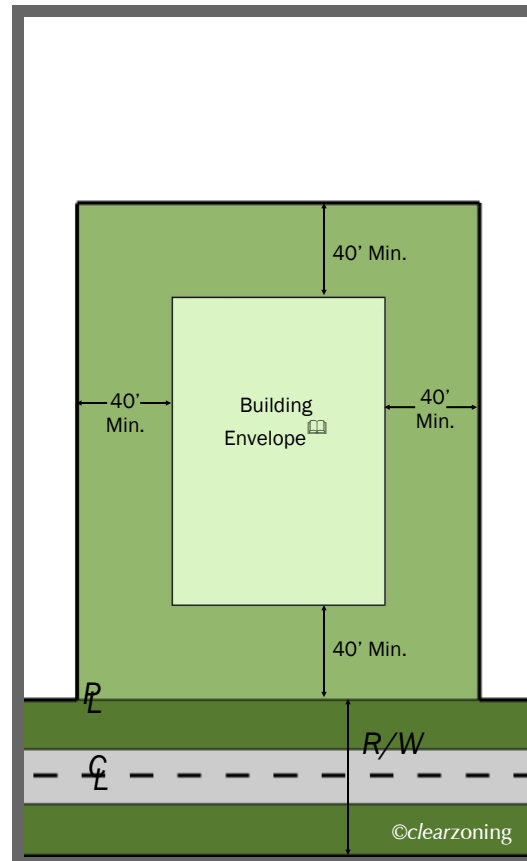 40’ Min.
40’
Min.
40’
Min.
Building
Envelope
40’ Min.
PL
R/W
CL
©clearzoning